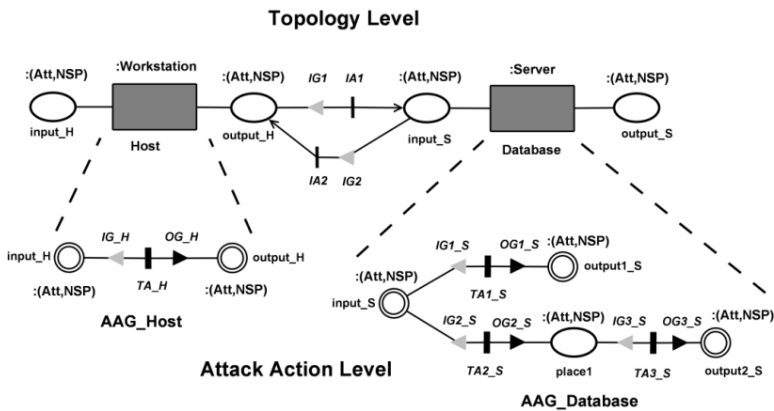 Topology Level
:Workstation
:Server
:(Att,NSP)
:(Att,NSP)
IG1
IA1
:(Att,NSP)
:(Att,NSP)
input_H
output_H
input_S
output_S
Host
Database
IA2
IG2
IG_H
OG_H
input_H
output_H
:(Att,NSP)
TA_H
:(Att,NSP)
AAG_Host
IG1_S
OG1_S
:(Att,NSP)
output1_S
:(Att,NSP)
TA1_S
input_S
IG2_S
OG2_S
:(Att,NSP)
IG3_S
OG3_S
:(Att,NSP)
TA2_S
place1
TA3_S
output2_S
Attack Action Level
AAG_Database